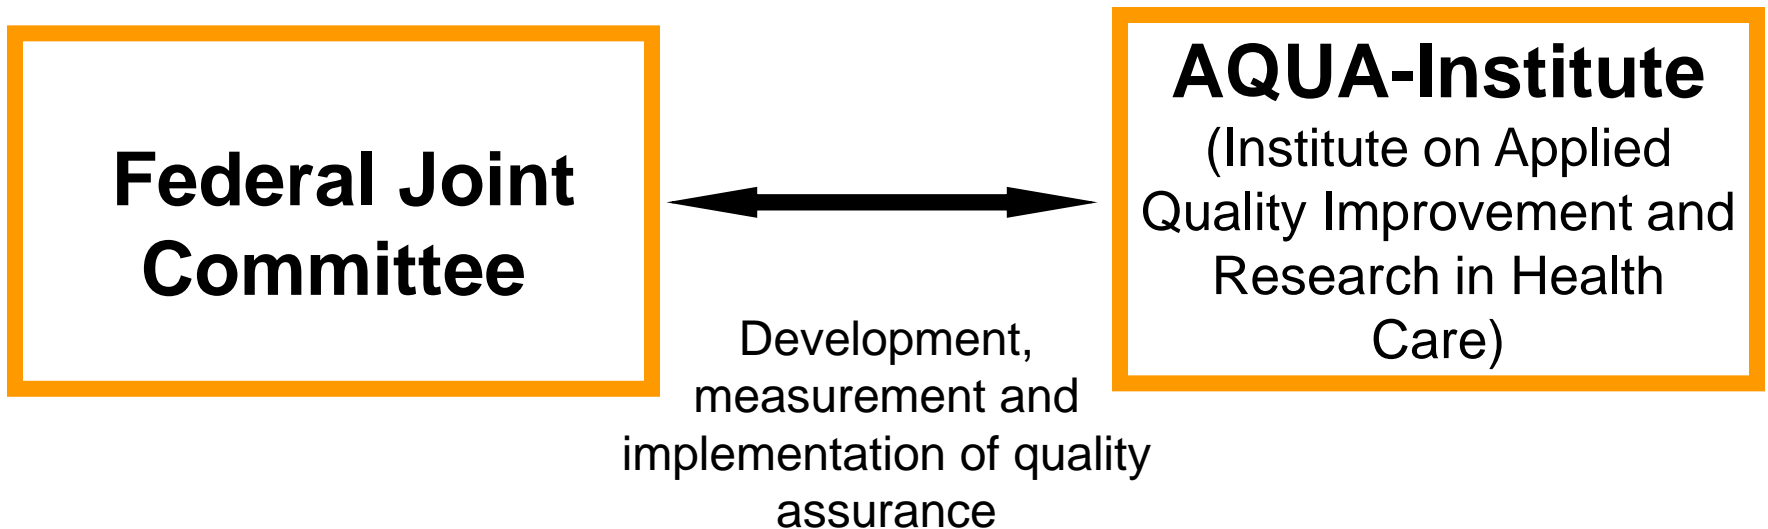 Federal Joint
Committee
Development,
measurement and
implementation of quality
assurance
AQUA-Institute
(Institute on Applied
Quality Improvement and
Research in Health
Care)